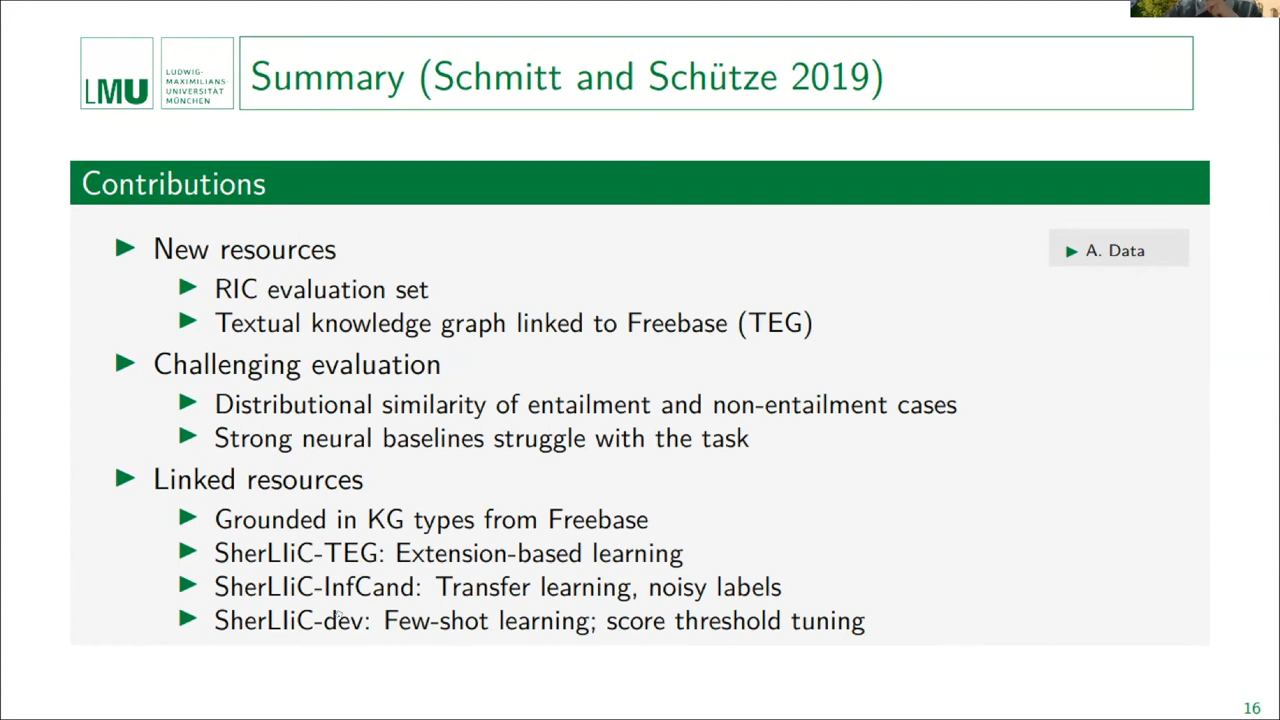 LMU
LUDWIG-
MAXIMILIANS-
UNIVERSITÄT
MÜNCHEN
Summary (Schmitt and Schütze 2019)
Contributions
New resources
A. Data
RIC evaluation set
Textual knowledge graph linked to Freebase (TEG)
Challenging evaluation
Distributional similarity of entailment and non-entailment cases
Strong neural baselines struggle with the task
Linked resources
Grounded in KG types from Freebase
SherLIiC-TEG: Extension-based learning
SherLIiC-InfCand: Transfer learning, noisy labels
SherLIiC-dev: Few-shot learning; score threshold tuning
16